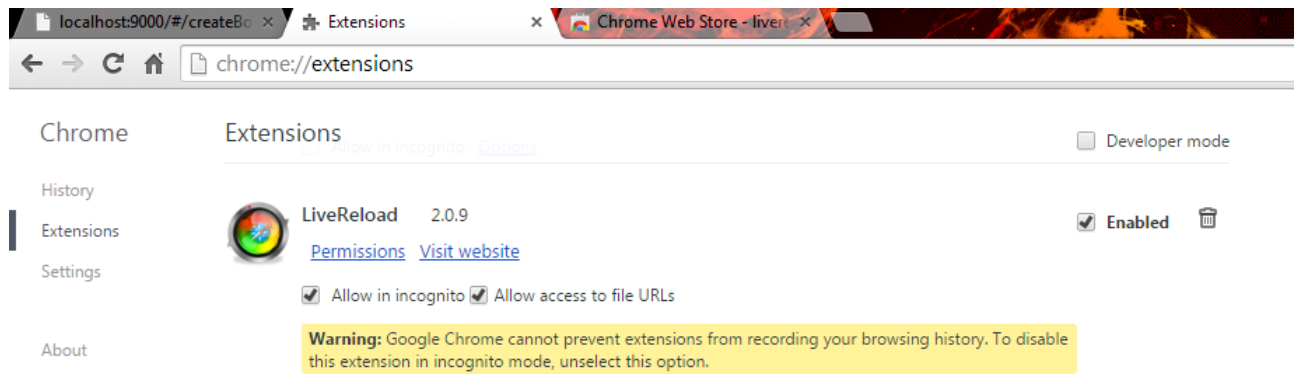 localhost:9000/#/createBo
Extensions
Chrome Web Store - livere
chrome://extensions
Chrome
Extensions
Allow in incognito Options
Developer mode
History
LiveReload 2.0.9
Enabled
Extensions
Permissions Visit website
Settings
Allow in incognito Allow access to file URLs
Warning: Google Chrome cannot prevent extensions from recording your browsing history. To disable
this extension in incognito mode, unselect this option.
About